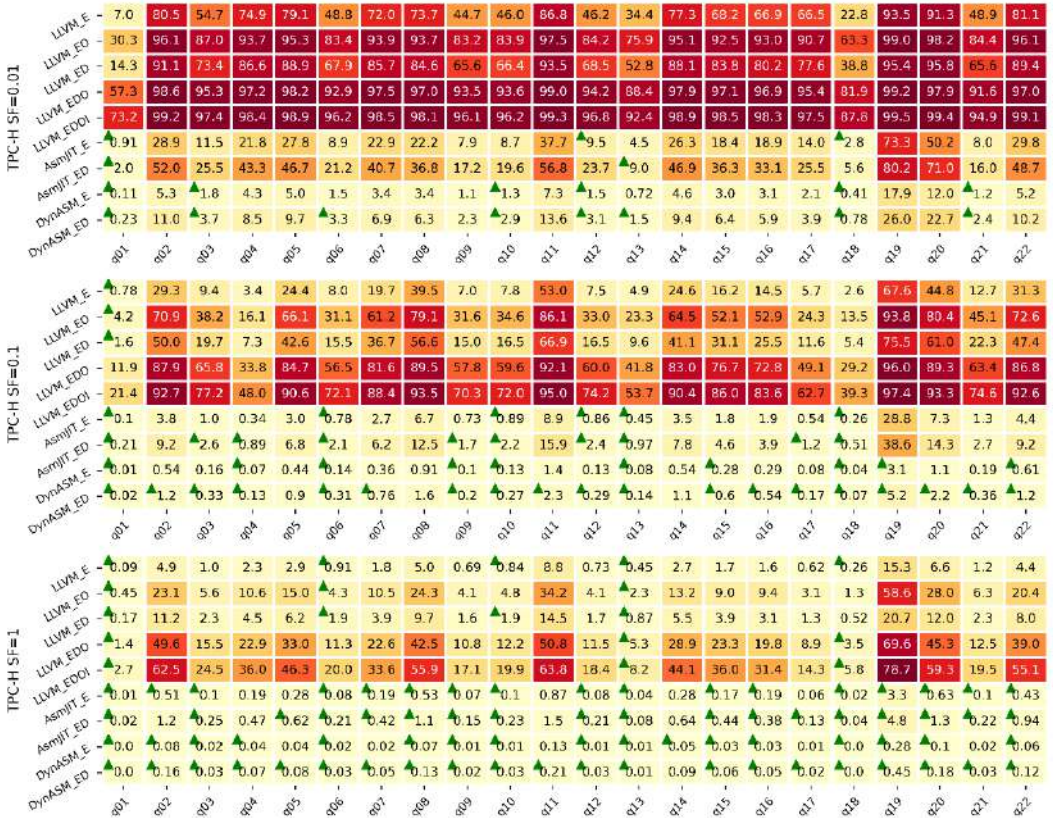 TPC-H SF=0.01
LLVM_E 7.0 80.5 54.7 74.9 79.1 48.8 72.0 73.7 44.7 46.0 86.8 46.2 34.4 77.3 68.2 66.9 66.5 22.8 93.5 91.3 48.9 81.1
LLVM_EO 30.3 96.1 87.0 93.7 95.3 83.4 93.9 93.7 83.2 83.9 97.5 84.2 75.9 95.1 92.5 93.0 90.7 63.3 99.0 98.2 84.4 96.1
LLVM_ED 14.3 91.1 73.4 86.6 88.9 67.9 85.7 84.6 65.6 66.4 93.5 68.5 52.8 88.1 83.8 80.2 77.6 38.8 95.4 95.8 65.6 89.4
LLVM_EDO 57.3 98.6 95.3 97.2 98.2 92.9 97.5 97.0 93.5 93.6 99.0 94.2 88.4 97.9 97.1 96.9 95.4 81.9 99.2 97.9 91.6 97.0
LLVM_EDOI 73.2 99.2 97.4 98.4 98.9 96.2 98.5 98.1 96.1 96.2 99.3 96.8 92.4 98.9 98.5 98.3 97.5 87.8 99.5 99.4 94.9 99.1
AsmJIT_E 0.91 28.9 11.5 21.8 27.8 8.9 22.9 22.2 7.9 8.7 37.7 9.5 4.5 26.3 18.4 18.9 14.0 2.8 73.3 50.2 8.0 29.8
AsmJIT_ED 2.0 52.0 25.5 43.3 46.7 21.2 40.7 36.8 17.2 19.6 56.8 23.7 9.0 46.9 36.3 33.1 25.5 5.6 80.2 71.0 16.0 48.7
DynASM_E 0.11 5.3 1.8 4.3 5.0 1.5 3.4 3.4 1.1 1.3 7.3 1.5 0.72 4.6 3.0 3.1 2.1 0.41 17.9 12.0 1.2 5.2
DynASM_ED 0.23 11.0 3.7 8.5 9.7 3.3 6.9 6.3 2.3 2.9 13.6 3.1 1.5 9.4 6.4 5.9 3.9 0.78 26.0 22.7 2.4 10.2
q01 q02 q03 q04 q05 q06 q07 q08 q09 q10 q11 q12 q13 q14 q15 q16 q17 q18 q19 q20 q21 q22
TPC-H SF=0.1
LLVM_E 0.78 29.3 9.4 3.4 24.4 8.0 19.7 39.5 7.0 7.8 53.0 7.5 4.9 24.6 16.2 14.5 5.7 2.6 67.6 44.8 12.7 31.3
LLVM_EO 4.2 70.9 38.2 16.1 66.1 31.1 61.2 79.1 31.6 34.6 86.1 33.0 23.3 64.5 52.1 52.9 24.3 13.5 93.8 80.4 45.1 72.6
LLVM_ED 1.6 50.0 19.7 7.3 42.6 15.5 36.7 56.6 15.0 16.5 66.9 16.5 9.6 41.1 31.1 25.5 11.6 5.4 75.5 61.0 22.3 47.4
LLVM_EDO 11.9 87.9 65.8 33.8 84.7 56.5 81.6 89.5 57.8 59.6 92.1 60.0 41.8 83.0 76.7 72.8 49.1 29.2 96.0 89.3 63.4 86.8
LLVM_EDOI 21.4 92.7 77.2 48.0 90.6 72.1 88.4 93.5 70.3 72.0 95.0 74.2 53.7 90.4 86.0 83.6 62.7 39.3 97.4 93.3 74.6 92.6
AsmJIT_E 0.1 3.8 1.0 0.34 3.0 0.78 2.7 6.7 0.73 0.89 8.9 0.86 0.45 3.5 1.8 1.9 0.54 0.26 28.8 7.3 1.3 4.4
AsmJIT_ED 0.21 9.2 2.6 0.89 6.8 2.1 6.2 12.5 1.7 2.2 15.9 2.4 0.97 7.8 4.6 3.9 1.2 0.51 38.6 14.3 2.7 9.2
DynASM_E 0.01 0.54 0.16 0.07 0.44 0.14 0.36 0.91 0.1 0.13 1.4 0.13 0.08 0.54 0.28 0.29 0.08 0.04 3.1 1.1 0.19 0.61
DynASM_ED 0.02 1.2 0.33 0.13 0.9 0.31 0.76 1.6 0.2 0.27 2.3 0.29 0.14 1.1 0.6 0.54 0.17 0.07 5.2 2.2 0.36 1.2
q01 q02 q03 q04 q05 q06 q07 q08 q09 q10 q11 q12 q13 q14 q15 q16 q17 q18 q19 q20 q21 q22
TPC-H SF=1
LLVM_E 0.09 4.9 1.0 2.3 2.9 0.91 1.8 5.0 0.69 0.84 8.8 0.73 0.45 2.7 1.7 1.6 0.62 0.26 15.3 6.6 1.2 4.4
LLVM_EO 0.45 23.1 5.6 10.6 15.0 4.3 10.5 24.3 4.1 4.8 34.2 4.1 2.3 13.2 9.0 9.4 3.1 1.3 58.6 28.0 6.3 20.4
LLVM_ED 0.17 11.2 2.3 4.5 6.2 1.9 3.9 9.7 1.6 1.9 14.5 1.7 0.87 5.5 3.9 3.1 1.3 0.52 20.7 12.0 2.3 8.0
LLVM_EDO 1.4 49.6 15.5 22.9 33.0 11.3 22.6 42.5 10.8 12.2 50.8 11.5 5.3 28.9 23.3 19.8 8.9 3.5 69.6 45.3 12.5 39.0
LLVM_EDOI 2.7 62.5 24.5 36.0 46.3 20.0 33.6 55.9 17.1 19.9 63.8 18.4 8.2 44.1 36.0 31.4 14.3 5.8 78.7 59.3 19.5 55.1
AsmJIT_E 0.01 0.51 0.1 0.19 0.28 0.08 0.19 0.53 0.07 0.1 0.87 0.08 0.04 0.28 0.17 0.19 0.06 0.02 3.3 0.63 0.1 0.43
AsmJIT_ED 0.02 1.2 0.25 0.47 0.62 0.21 0.42 1.1 0.15 0.23 1.5 0.21 0.08 0.64 0.44 0.38 0.13 0.04 4.8 1.3 0.22 0.94
DynASM_E 0.0 0.08 0.02 0.04 0.04 0.02 0.02 0.07 0.01 0.01 0.13 0.01 0.01 0.05 0.03 0.03 0.01 0.0 0.28 0.1 0.02 0.06
DynASM_ED 0.0 0.16 0.03 0.07 0.08 0.03 0.05 0.13 0.02 0.03 0.21 0.03 0.01 0.09 0.06 0.05 0.02 0.0 0.45 0.18 0.03 0.12
q01 q02 q03 q04 q05 q06 q07 q08 q09 q10 q11 q12 q13 q14 q15 q16 q17 q18 q19 q20 q21 q22